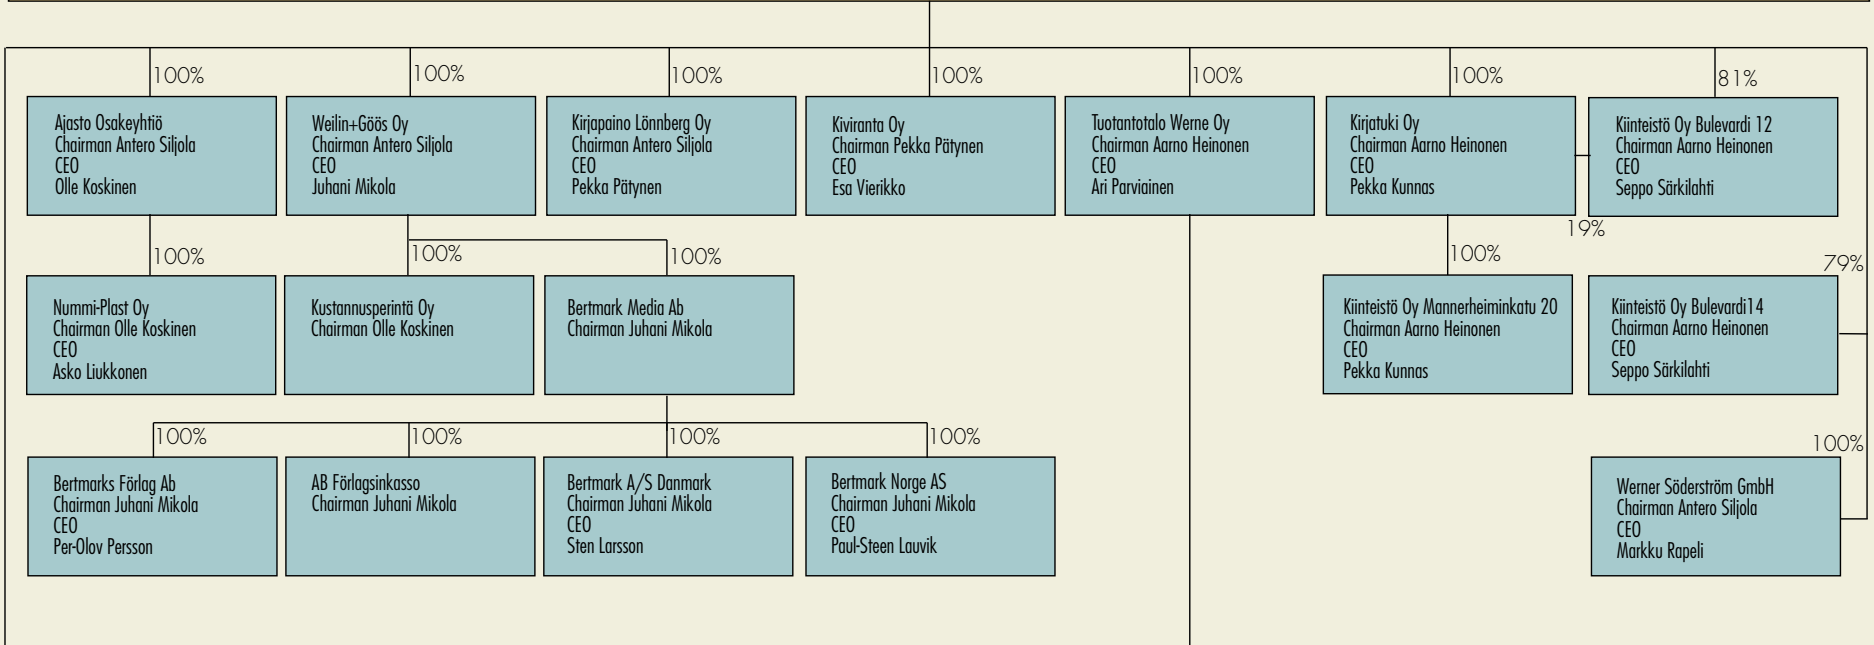 100%
100%
100%
100%
100%
100%
81%
Ajasto Osakeyhtiö
Chairman Antero Siljola
CEO
Olle Koskinen
Weilin+Göös Oy
Chairman Antero Siljola
CEO
Juhani Mikola
Kirjapaino Lönnberg Oy
Chairman Antero Siljola
CEO
Pekka Pätynen
Kiviranta Oy
Chairman Pekka Pätynen
CEO
Esa Vierikko
Tuotantotalo Werne Oy
Chairman Aarno Heinonen
CEO
Ari Parviainen
Kirjatuki Oy
Chairman Aarno Heinonen
CEO
Pekka Kunnas
Kiinteistö Oy Bulevardi 12
Chairman Aarno Heinonen
CEO
Seppo Särkilahti
19%
100%
100%
100%
100%
79%
Nummi-Plast Oy
Chairman Olle Koskinen
CEO
Asko Liukkonen
Kustannusperintä Oy
Chairman Olle Koskinen
Bertmark Media Ab
Chairman Juhani Mikola
Kiinteistö Oy Mannerheiminkatu 20
Chairman Aarno Heinonen
CEO
Pekka Kunnas
Kiinteistö Oy Bulevardi14
Chairman Aarno Heinonen
CEO
Seppo Särkilahti
100%
100%
100%
100%
100%
Bertmarks Förlag Ab
Chairman Juhani Mikola
CEO
Per-Olov Persson
AB Förlagsinkasso
Chairman Juhani Mikola
Bertmark A/S Danmark
Chairman Juhani Mikola
CEO
Sten Larsson
Bertmark Norge AS
Chairman Juhani Mikola
CEO
Paul-Steen Lauvik
Werner Söderström GmbH
Chairman Antero Siljola
CEO
Markku Rapeli